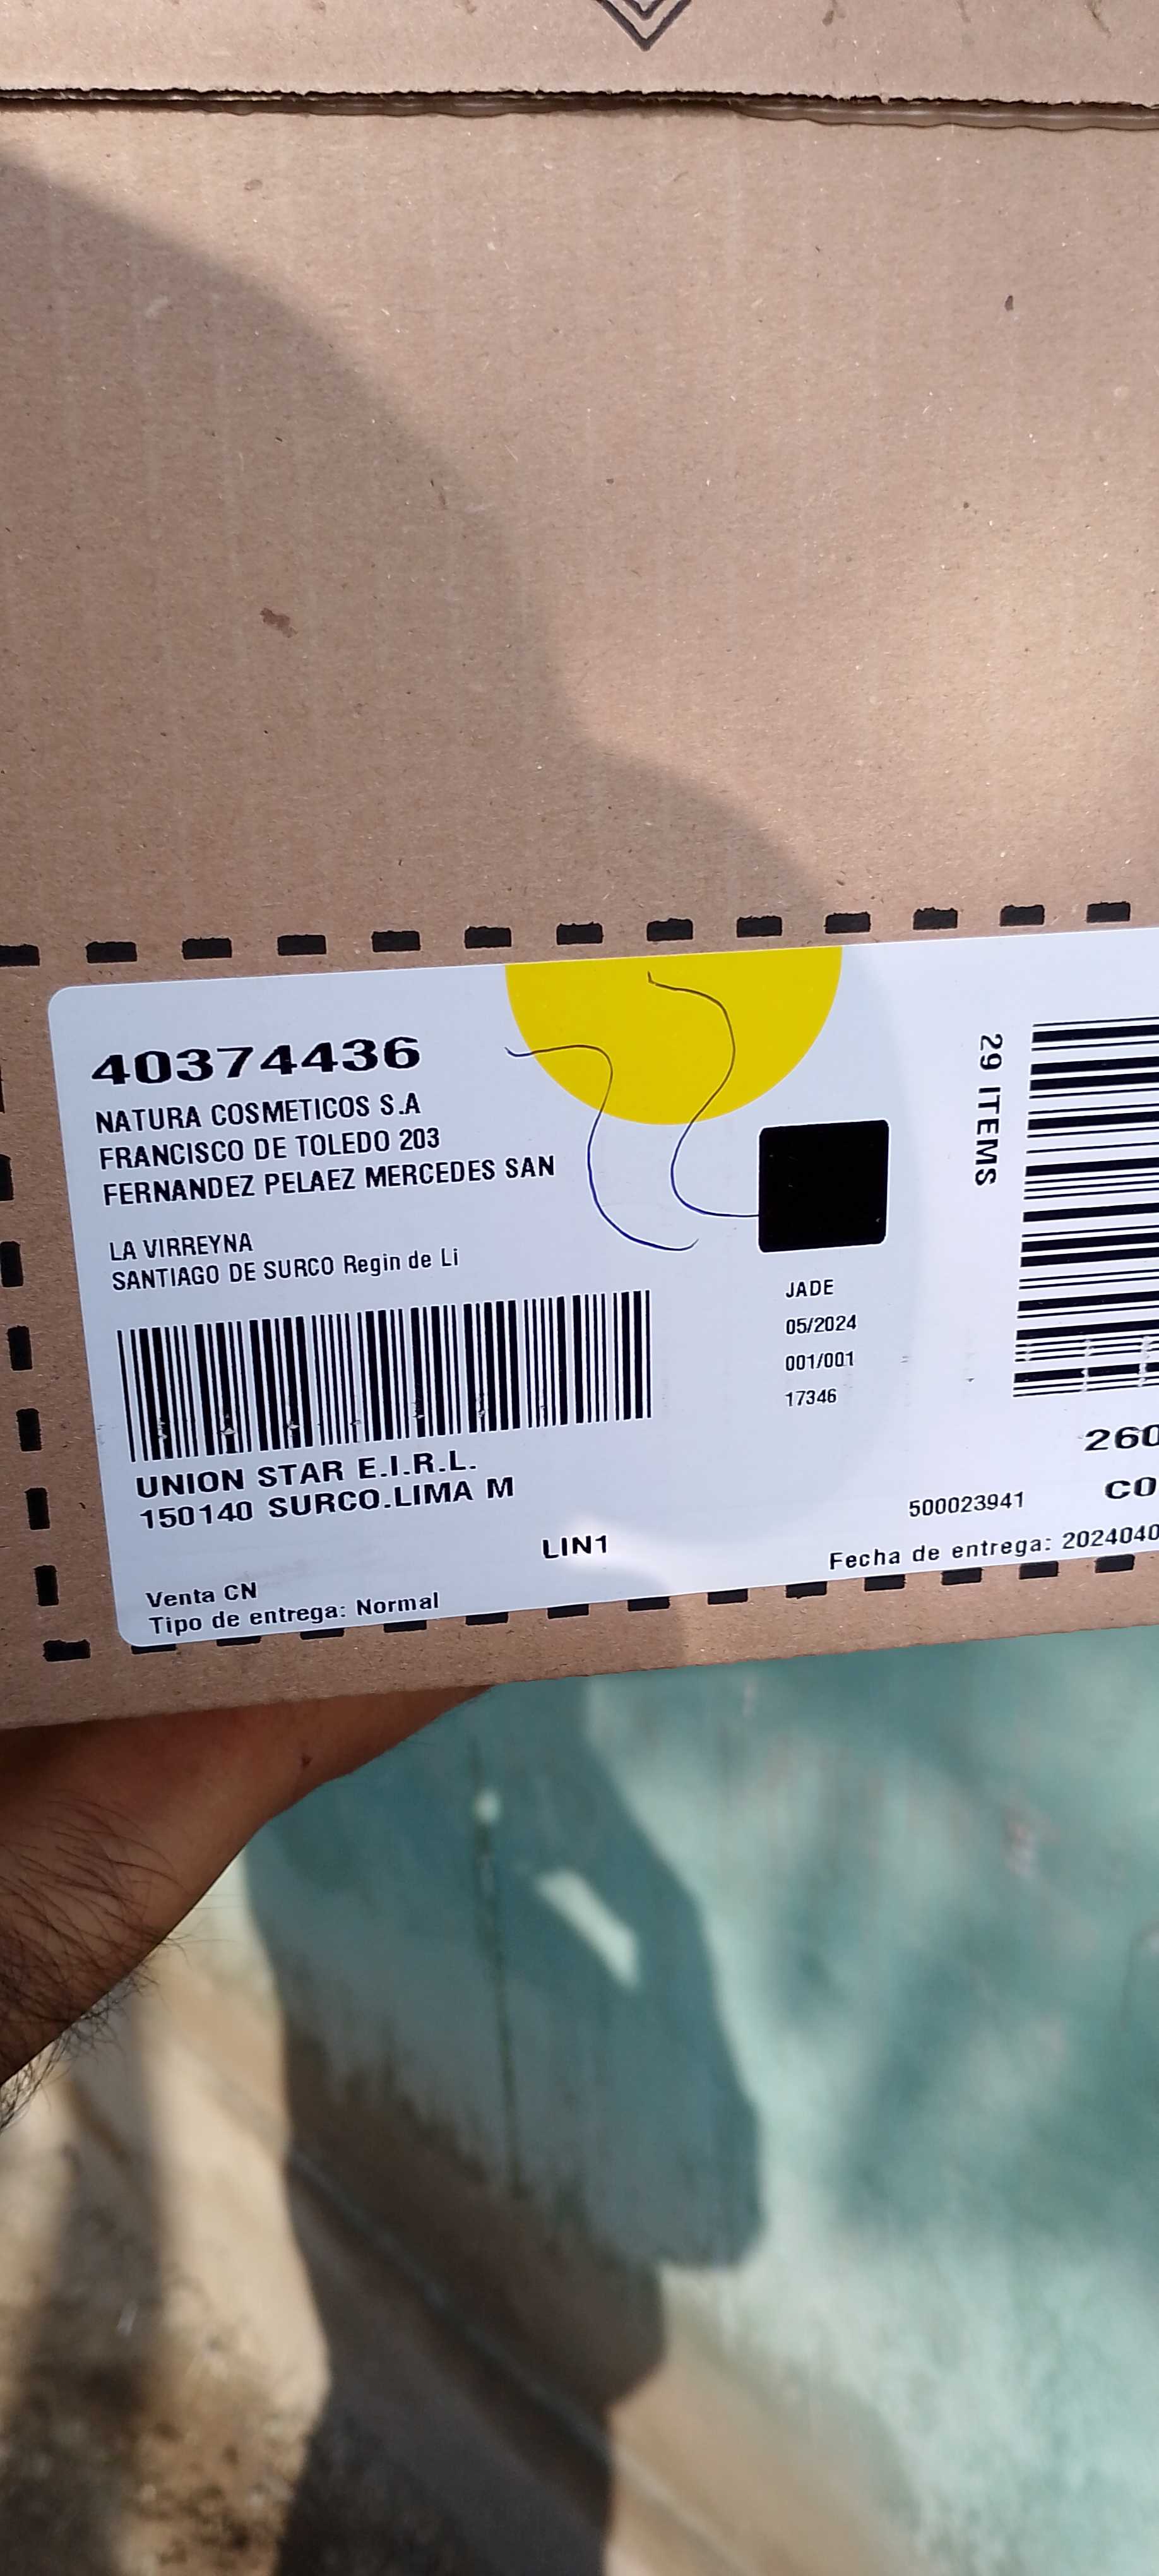 40374436
NATURA COSMETICOS S.A
FRANCISCO DE TOLEDO 203
FERNANDEZ PELAEZ MERCEDES SAN
LA VIRREYNA
SANTIAGO DE SURCO Regin de Li
UNION STAR E.I.R.L.
150140 SURCO.LIMA M
LIN1
Venta CN
Tipo de entrega: Normal
JADE
05/2024
001/001
17346
29 ITEMS
260
CO
500023941
Fecha de entrega: 2024040